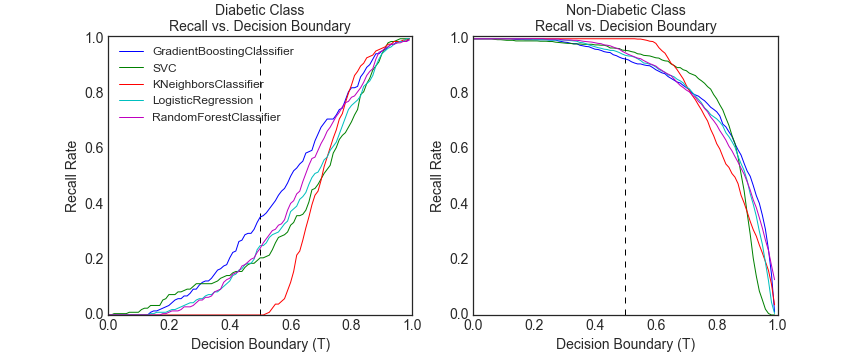 Diabetic Class
Recall vs. Decision Boundary
1.0
0.8
0.6
0.4
0.2
0.0
Recall Rate
GradientBoostingClassifier
SVC
KNeighborsClassifier
LogisticRegression
RandomForestClassifier
0.0 0.2 0.4 0.6 0.8 1.0
Decision Boundary (T)
Non-Diabetic Class
Recall vs. Decision Boundary
1.0
0.8
0.6
0.4
0.2
0.0
Recall Rate
0.0 0.2 0.4 0.6 0.8 1.0
Decision Boundary (T)